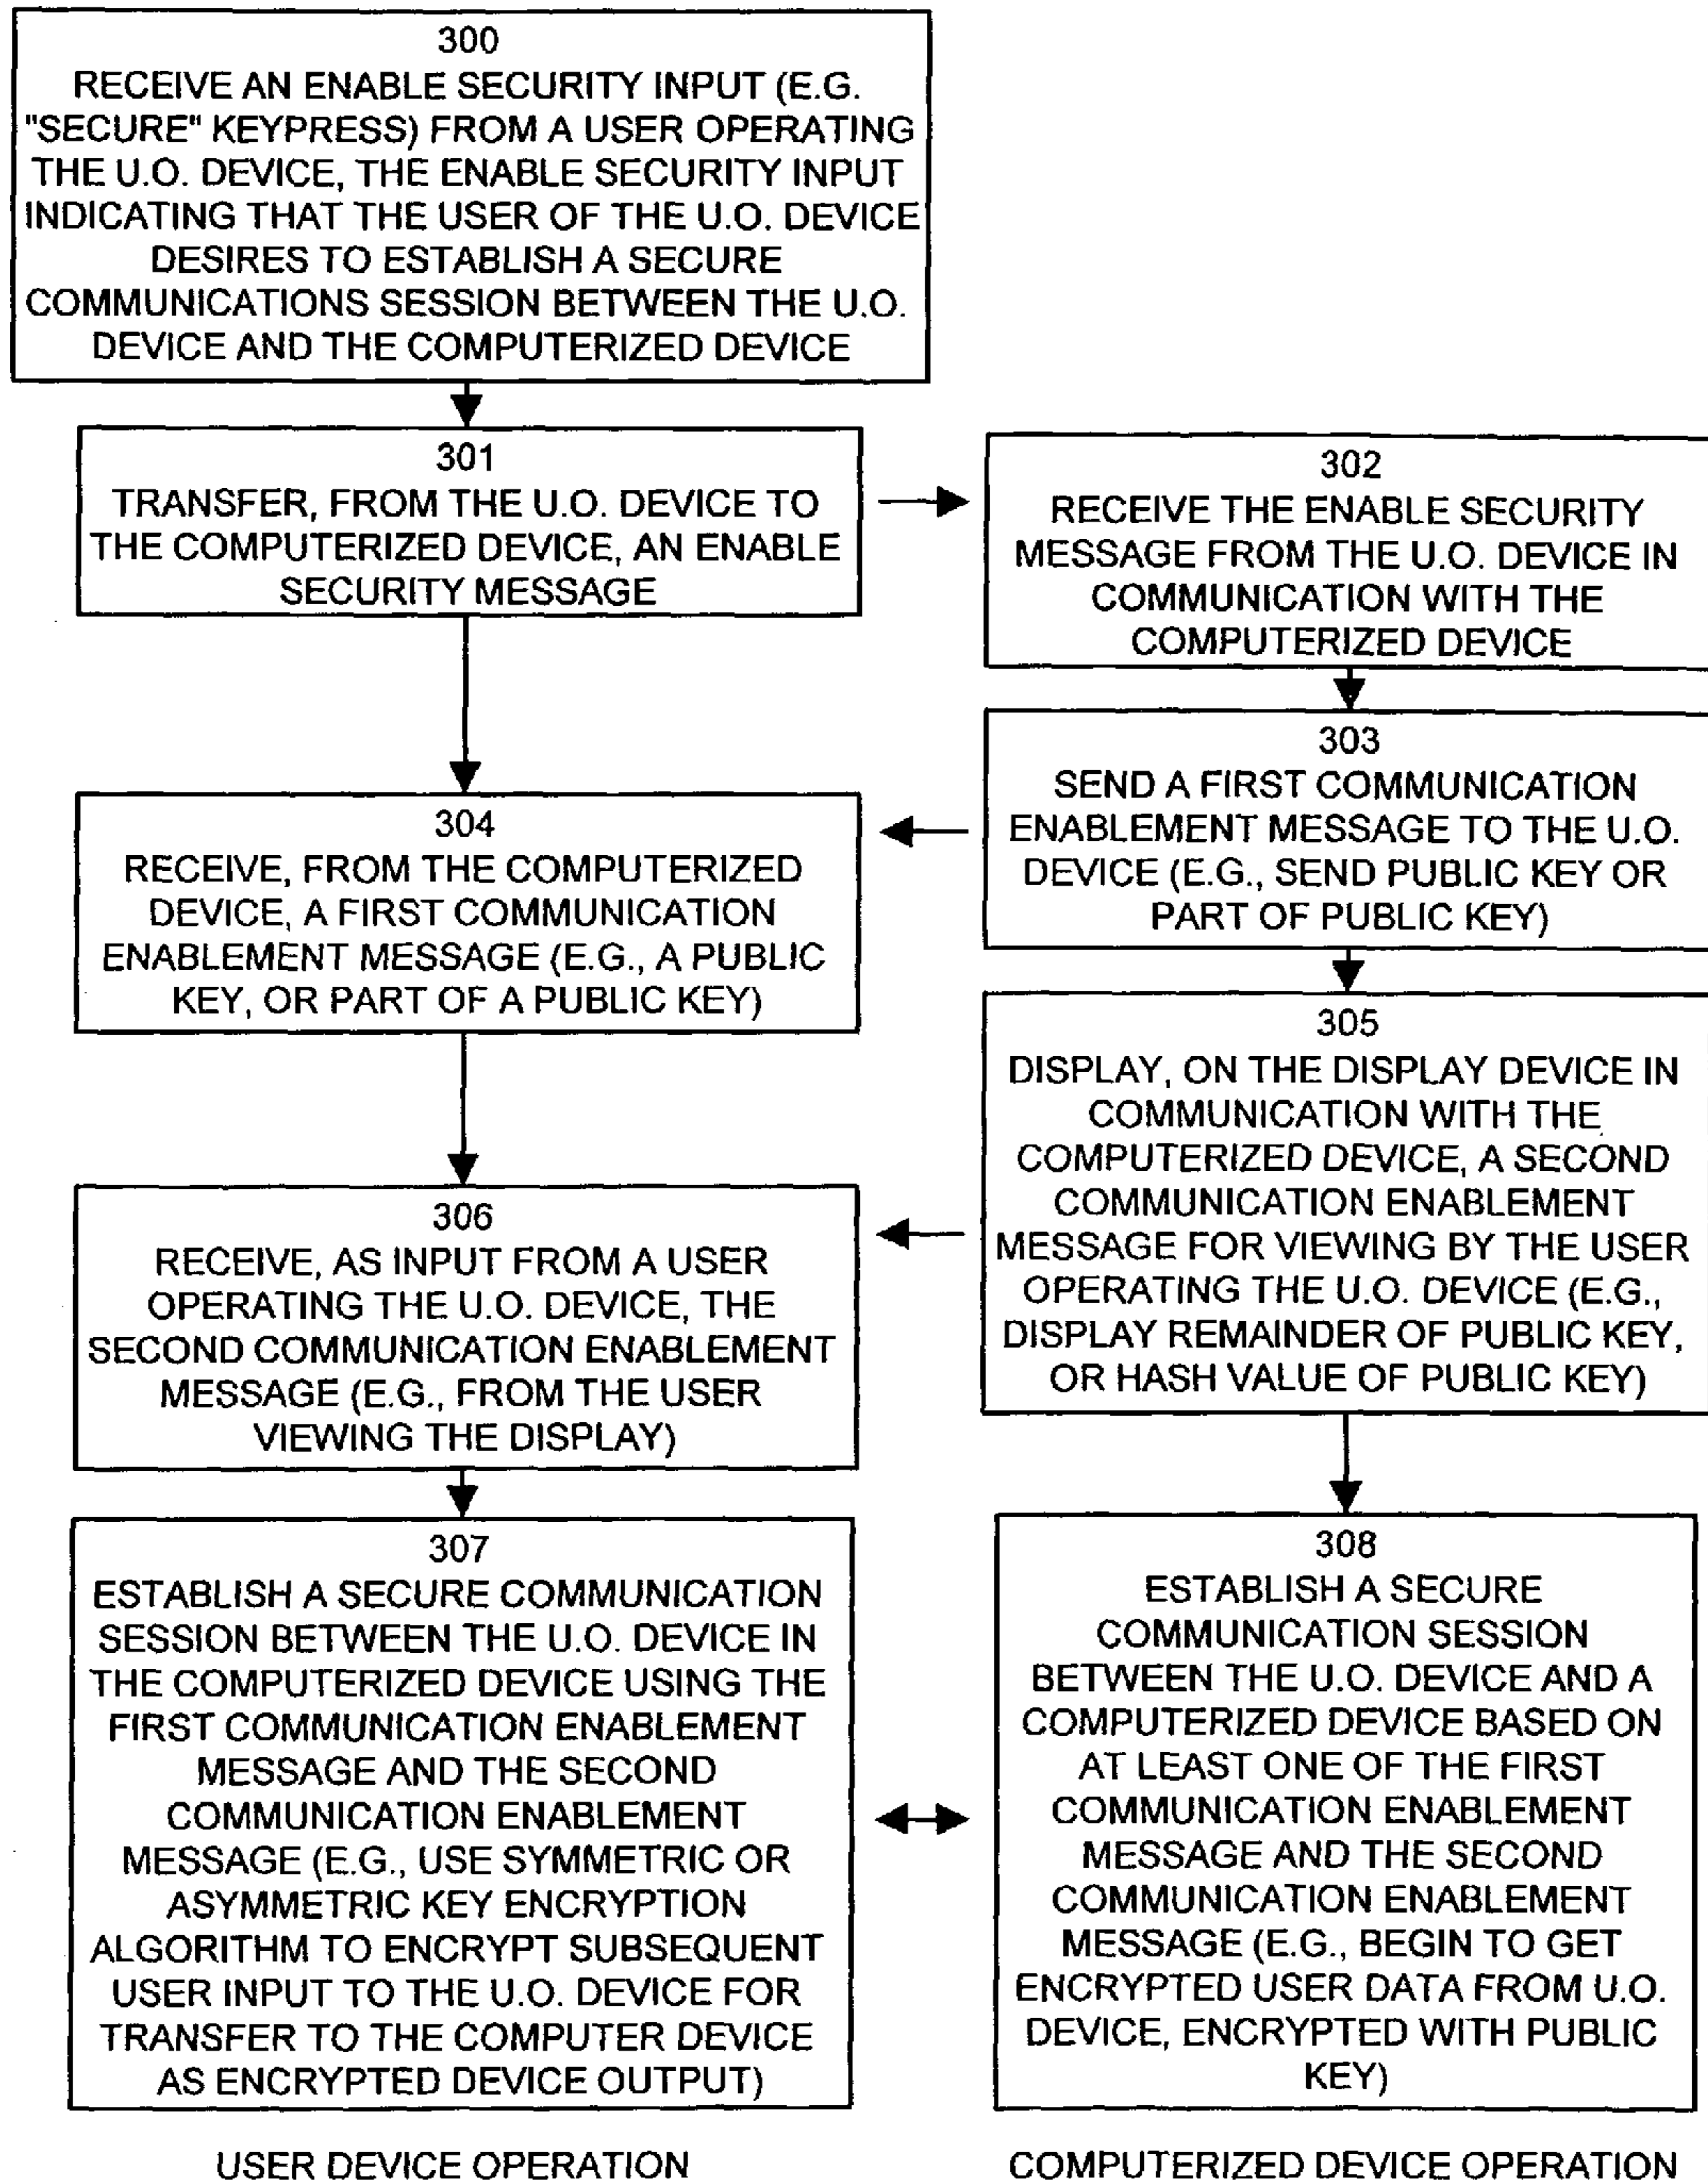 300
RECEIVE AN ENABLE SECURITY INPUT (E.G.
"SECURE" KEYPRESS) FROM A USER OPERATING
THE U.O. DEVICE, THE ENABLE SECURITY INPUT
INDICATING THAT THE USER OF THE U.O. DEVICE
DESIRES TO ESTABLISH A SECURE
COMMUNICATIONS SESSION BETWEEN THE U.O.
DEVICE AND THE COMPUTERIZED DEVICE
301
TRANSFER, FROM THE U.O. DEVICE TO
THE COMPUTERIZED DEVICE, AN ENABLE
SECURITY MESSAGE
302
RECEIVE THE ENABLE SECURITY
MESSAGE FROM THE U.O. DEVICE IN
COMMUNICATION WITH THE
COMPUTERIZED DEVICE
303
SEND A FIRST COMMUNICATION
ENABLEMENT MESSAGE TO THE U.O.
DEVICE (E.G., SEND PUBLIC KEY OR
PART OF PUBLIC KEY)
304
RECEIVE, FROM THE COMPUTERIZED
DEVICE, A FIRST COMMUNICATION
ENABLEMENT MESSAGE (E.G., A PUBLIC
KEY, OR PART OF A PUBLIC KEY)
305
DISPLAY, ON THE DISPLAY DEVICE IN
COMMUNICATION WITH THE
COMPUTERIZED DEVICE, A SECOND
COMMUNICATION ENABLEMENT
MESSAGE FOR VIEWING BY THE USER
OPERATING THE U.O. DEVICE (E.G.,
DISPLAY REMAINDER OF PUBLIC KEY,
OR HASH VALUE OF PUBLIC KEY)
306
RECEIVE, AS INPUT FROM A USER
OPERATING THE U.O. DEVICE, THE
SECOND COMMUNICATION ENABLEMENT
MESSAGE (E.G., FROM THE USER
VIEWING THE DISPLAY)
307
ESTABLISH A SECURE COMMUNICATION
SESSION BETWEEN THE U.O. DEVICE IN
THE COMPUTERIZED DEVICE USING THE
FIRST COMMUNICATION ENABLEMENT
MESSAGE AND THE SECOND
COMMUNICATION ENABLEMENT
MESSAGE (E.G., USE SYMMETRIC OR
ASYMMETRIC KEY ENCRYPTION
ALGORITHM TO ENCRYPT SUBSEQUENT
USER INPUT TO THE U.O. DEVICE FOR
TRANSFER TO THE COMPUTER DEVICE
AS ENCRYPTED DEVICE OUTPUT)
308
ESTABLISH A SECURE
COMMUNICATION SESSION
BETWEEN THE U.O. DEVICE AND A
COMPUTERIZED DEVICE BASED ON
AT LEAST ONE OF THE FIRST
COMMUNICATION ENABLEMENT
MESSAGE AND THE SECOND
COMMUNICATION ENABLEMENT
MESSAGE (E.G., BEGIN TO GET
ENCRYPTED USER DATA FROM U.O.
DEVICE, ENCRYPTED WITH PUBLIC
KEY)
USER DEVICE OPERATION
COMPUTERIZED DEVICE OPERATION